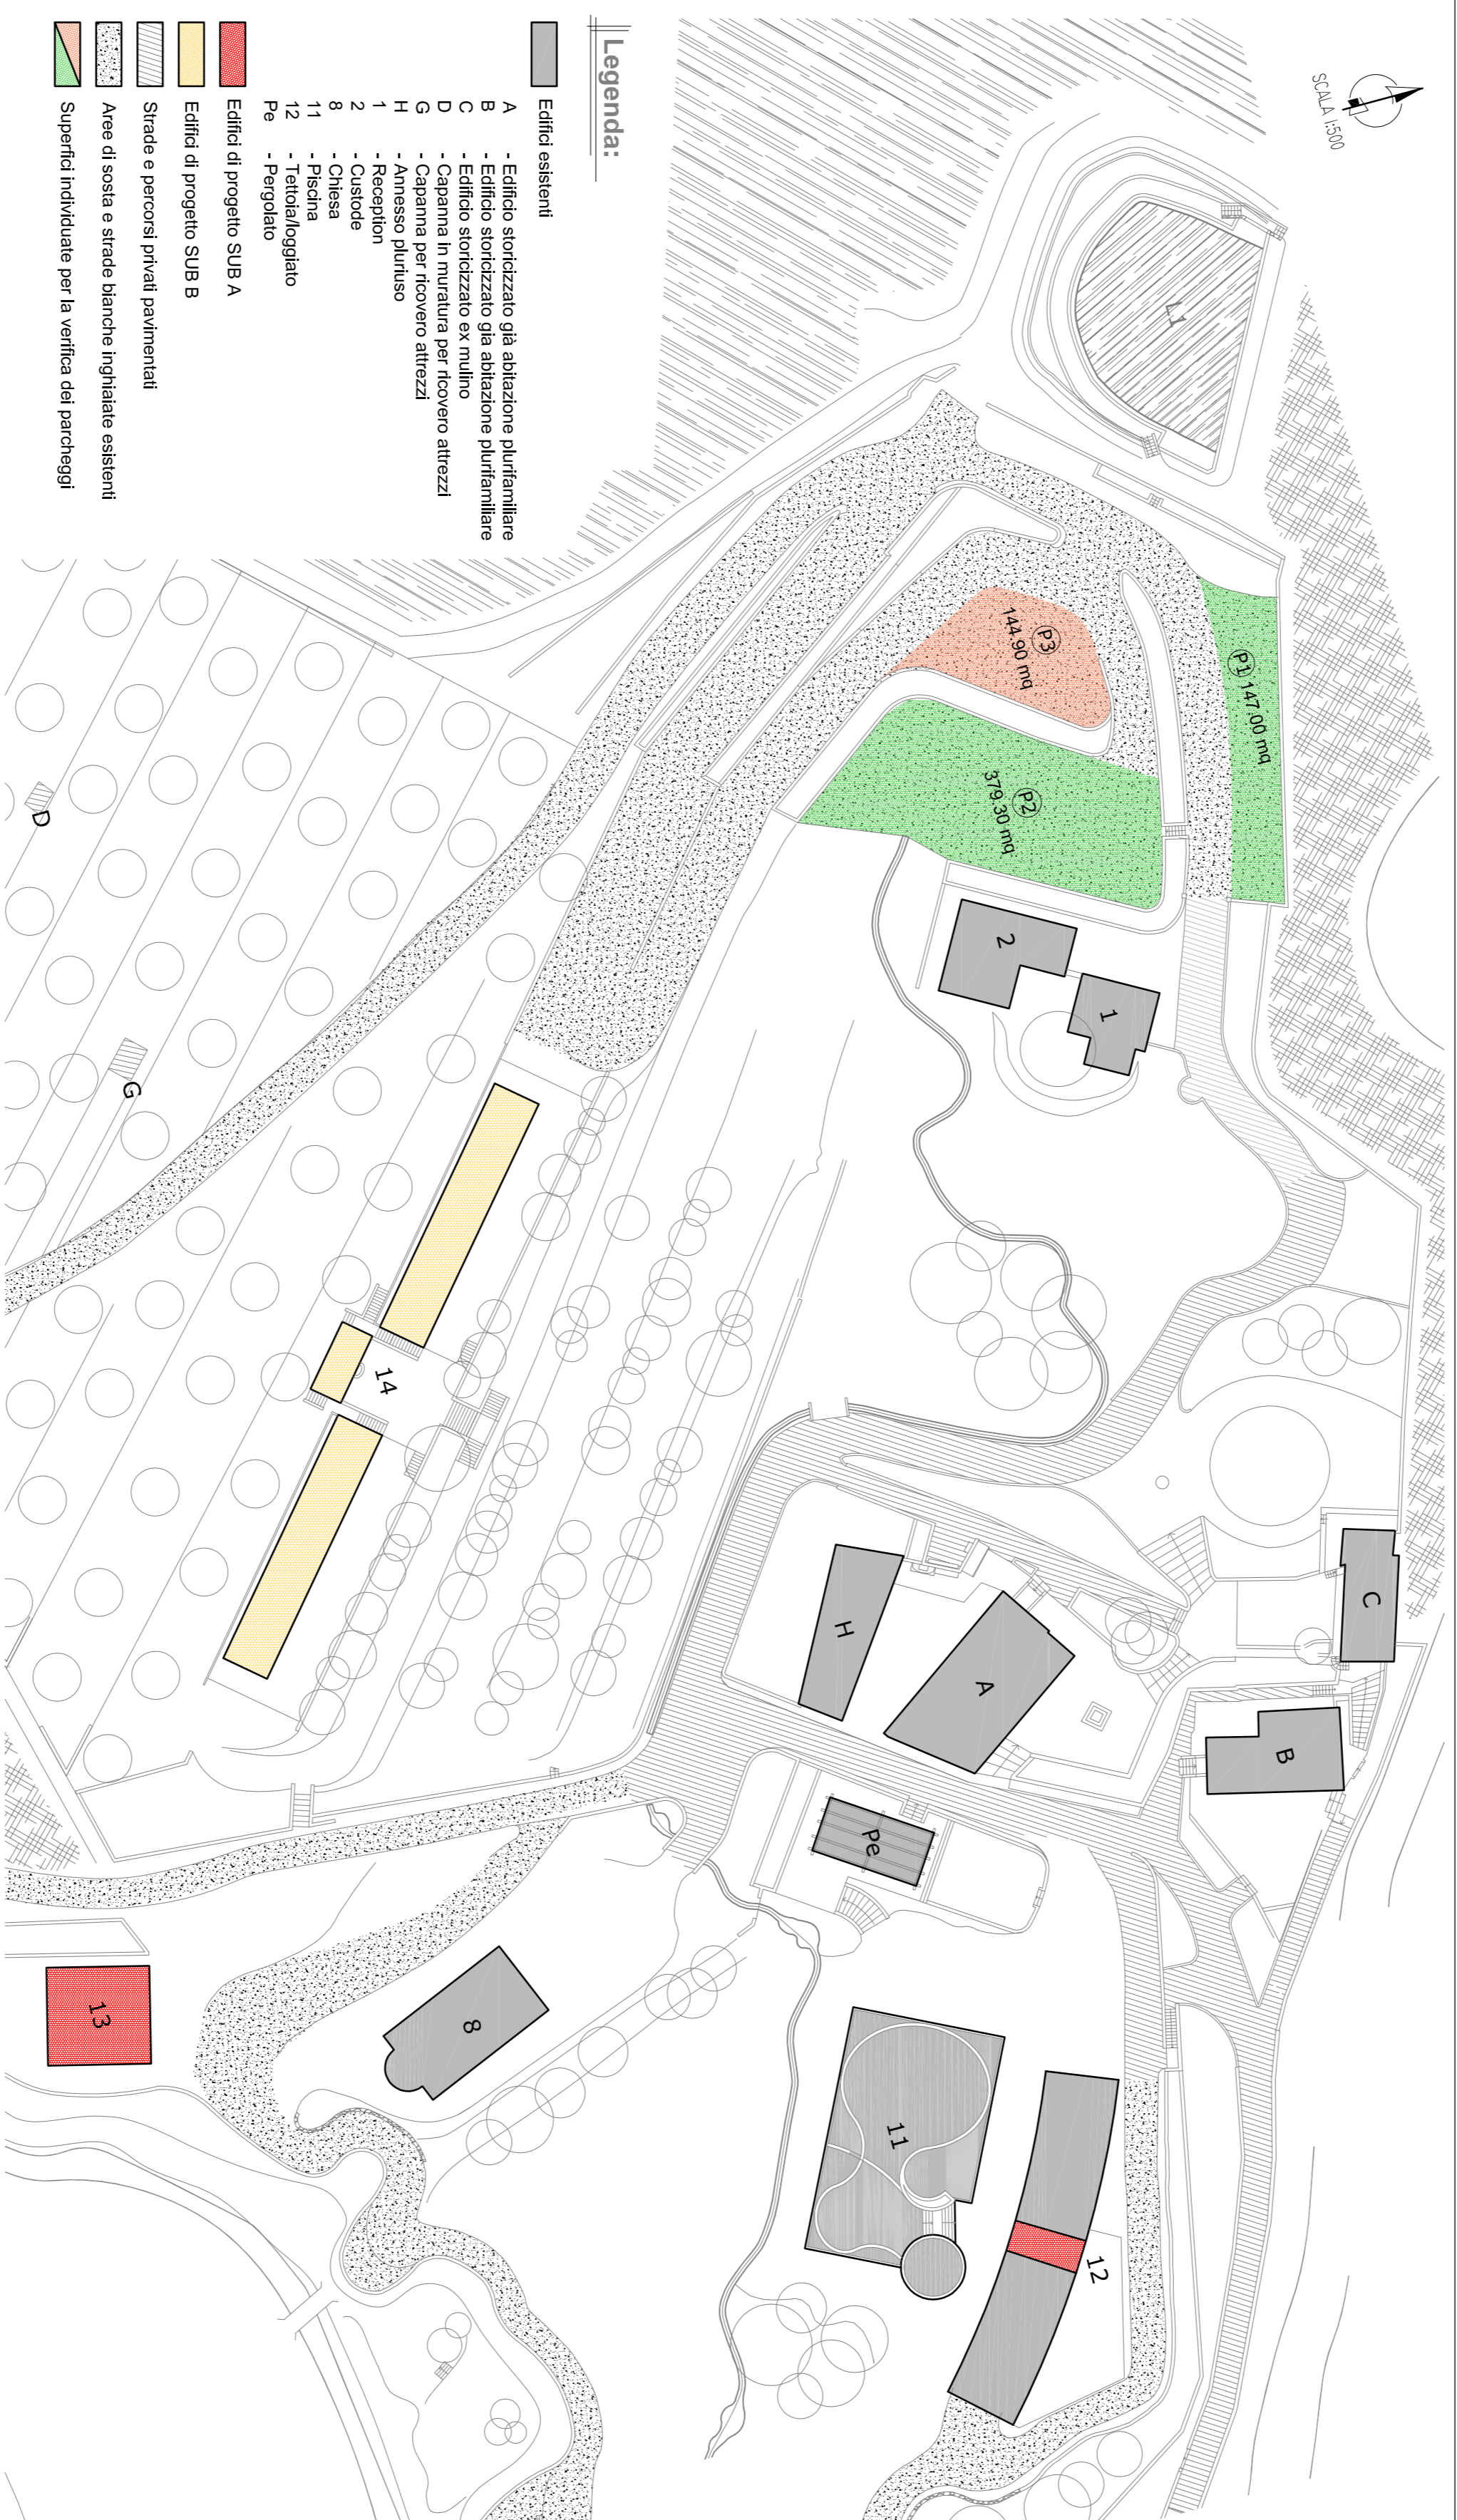 SCALA 1:500
L1
P1 147.00 mq
P3
144.90 mq
P2
379.30 mq
2
1
C
B
A
H
Pe
14
D
G
8
13
11
12
Legenda:
Edifici esistenti
A - Edificio storicizzato già abitazione plurifamiliare
B - Edificio storicizzato gia abitazione plurifamiliare
C - Edificio storicizzato ex mulino
D - Capanna in muratura per ricovero attrezzi
G - Capanna per ricovero attrezzi
H - Annesso pluriuso
1 - Reception
2 - Custode
8 - Chiesa
11 - Piscina
12 - Tettoia/loggiato
Pe - Pergolato
Edifici di progetto SUB A
Edifici di progetto SUB B
Strade e percorsi privati pavimentati
Aree di sosta e strade bianche inghiaiate esistenti
Superfici individuate per la verifica dei parcheggi